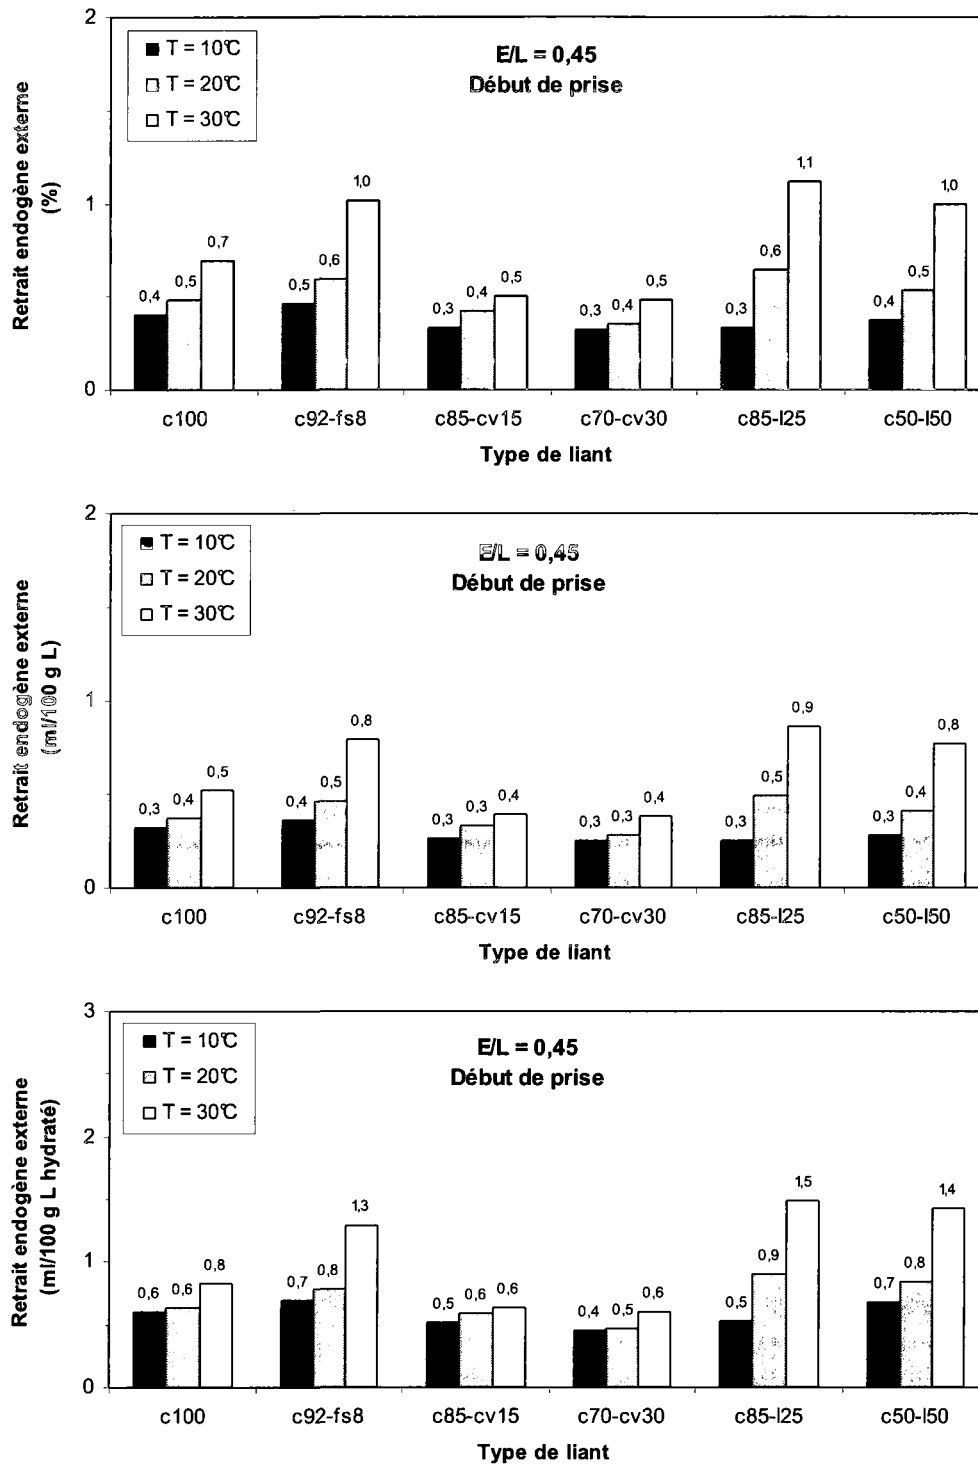 Retrait endogène externe
(%)
2
1
0
T = 10°C
T = 20°C
T = 30°C
E/L = 0,45
Début de prise
0,4 0,5 0,7
0,5 0,6 1,0
0,3 0,4 0,5
0,3 0,4 0,5
0,3 0,6 1,1
0,4 0,5 1,0
c100 c92-fs8 c85-cv15 c70-cv30 c85-l25 c50-l50
Type de liant
Retrait endogène externe
(ml/100 g L)
2
1
0
T = 10°C
T = 20°C
T = 30°C
E/L = 0,45
Début de prise
0,3 0,4 0,5
0,4 0,5 0,8
0,3 0,3 0,4
0,3 0,3 0,4
0,3 0,5 0,9
0,3 0,4 0,8
c100 c92-fs8 c85-cv15 c70-cv30 c85-l25 c50-l50
Type de liant
Retrait endogène externe
(ml/100 g L hydraté)
3
2
1
0
T = 10°C
T = 20°C
T = 30°C
E/L = 0,45
Début de prise
0,6 0,6 0,8
0,7 0,8 1,3
0,5 0,6 0,6
0,4 0,5 0,6
0,5 0,9 1,5
0,7 0,8 1,4
c100 c92-fs8 c85-cv15 c70-cv30 c85-l25 c50-l50
Type de liant